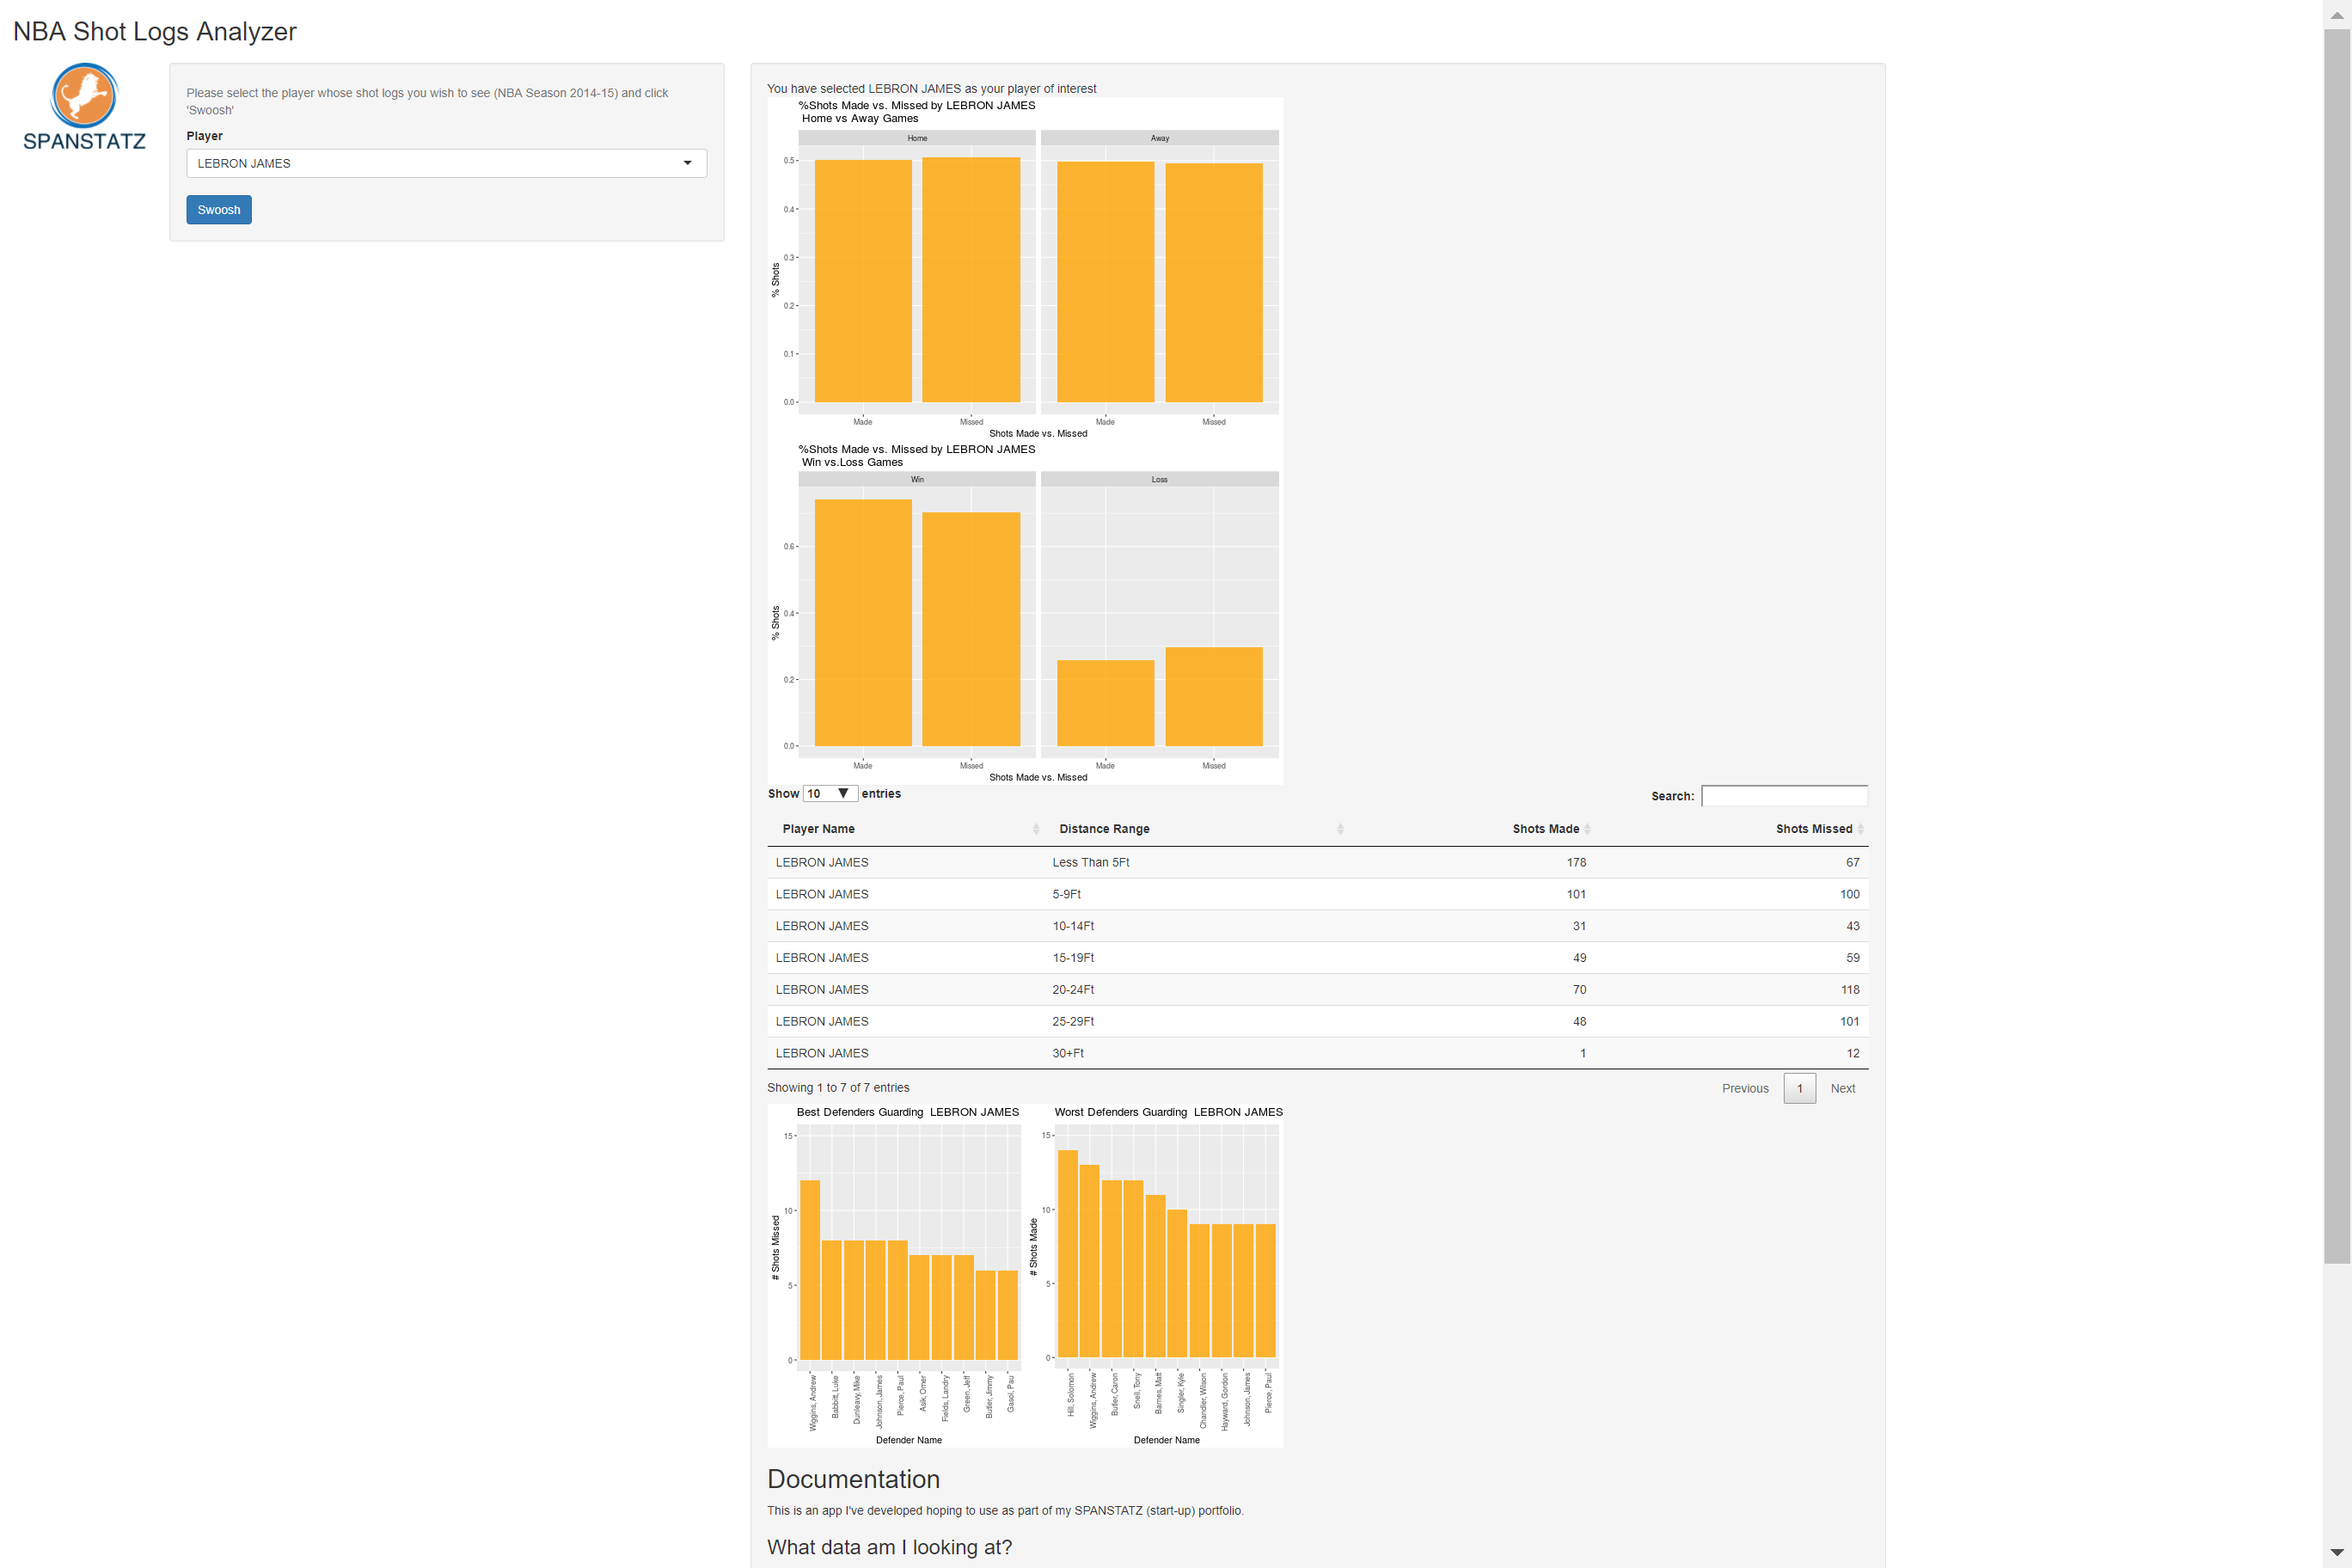 NBA Shot Logs Analyzer
SPANSTATZ
Please select the player whose shot logs you wish to see (NBA Season 2014-15) and click
'Swoosh'
Player
LEBRON JAMES
Swoosh
You have selected LEBRON JAMES as your player of interest
%Shots Made vs. Missed by LEBRON JAMES
Home vs Away Games
Home Away
% Shots
0.5
0.4
0.3
0.2
0.1
0.0
Made Missed Made Missed
Shots Made vs. Missed
%Shots Made vs. Missed by LEBRON JAMES
Win vs.Loss Games
Win Loss
% Shots
0.6
0.4
0.2
0.0
Made Missed Made Missed
Shots Made vs. Missed
Show 10 entries Search:
Player Name Distance Range Shots Made Shots Missed
LEBRON JAMES Less Than 5Ft 178 67
LEBRON JAMES 5-9Ft 101 100
LEBRON JAMES 10-14Ft 31 43
LEBRON JAMES 15-19Ft 49 59
LEBRON JAMES 20-24Ft 70 118
LEBRON JAMES 25-29Ft 48 101
LEBRON JAMES 30+Ft 1 12
Showing 1 to 7 of 7 entries Previous 1 Next
Best Defenders Guarding LEBRON JAMES
# Shots Missed
15
10
5
0
Wiggins, Andrew
Babbitt, Luke
Dunleavy, Mike
Johnson, James
Pierce, Paul
Asik, Omer
Fields, Landry
Green, Jeff
Butler, Jimmy
Gasol, Pau
Defender Name
Worst Defenders Guarding LEBRON JAMES
# Shots Made
15
10
5
0
Hill, Solomon
Wiggins, Andrew
Butler, Caron
Snell, Tony
Barnes, Matt
Singler, Kyle
Chandler, Wilson
Hayward, Gordon
Johnson, James
Pierce, Paul
Defender Name
Documentation
This is an app I've developed hoping to use as part of my SPANSTATZ (start-up) portfolio.
What data am I looking at?